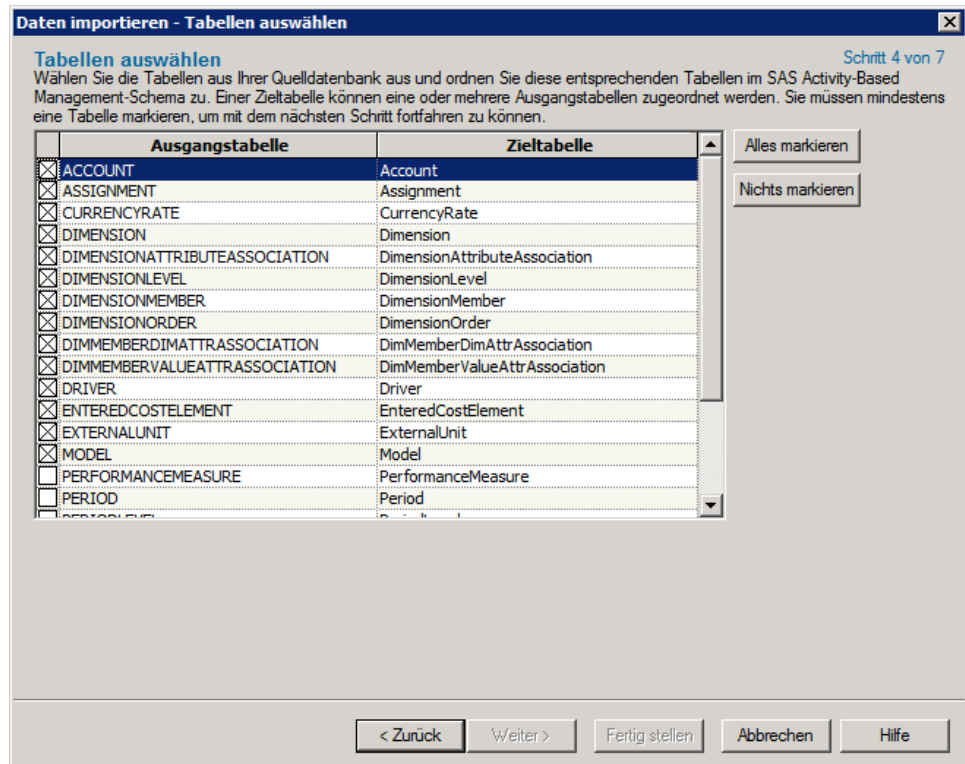 Daten importieren - Tabellen auswählen
Tabellen auswählen
Schritt 4 von 7
Wählen Sie die Tabellen aus Ihrer Quelldatenbank aus und ordnen Sie diese entsprechenden Tabellen im SAS Activity-Based
Management-Schema zu. Einer Zieltabelle können eine oder mehrere Ausgangstabellen zugeordnet werden. Sie müssen mindestens
eine Tabelle markieren, um mit dem nächsten Schritt fortfahren zu können.
Ausgangstabelle Zieltabelle
Alles markieren
Nichts markieren
ACCOUNT Account
ASSIGNMENT Assignment
CURRENCYRATE CurrencyRate
DIMENSION Dimension
DIMENSIONATTRIBUTEASSOCIATION DimensionAttributeAssociation
DIMENSIONLEVEL DimensionLevel
DIMENSIONMEMBER DimensionMember
DIMENSIONORDER DimensionOrder
DIMMEMBERDIMATTRASSOCIATION DimMemberDimAttrAssociation
DIMMEMBERVALUEATTRASSOCIATION DimMemberValueAttrAssociation
DRIVER Driver
ENTEREDCOSTELEMENT EnteredCostElement
EXTERNALUNIT ExternalUnit
MODEL Model
PERFORMANCEMEASURE PerformanceMeasure
PERIOD Period
< Zurück Weiter > Fertig stellen Abbrechen Hilfe